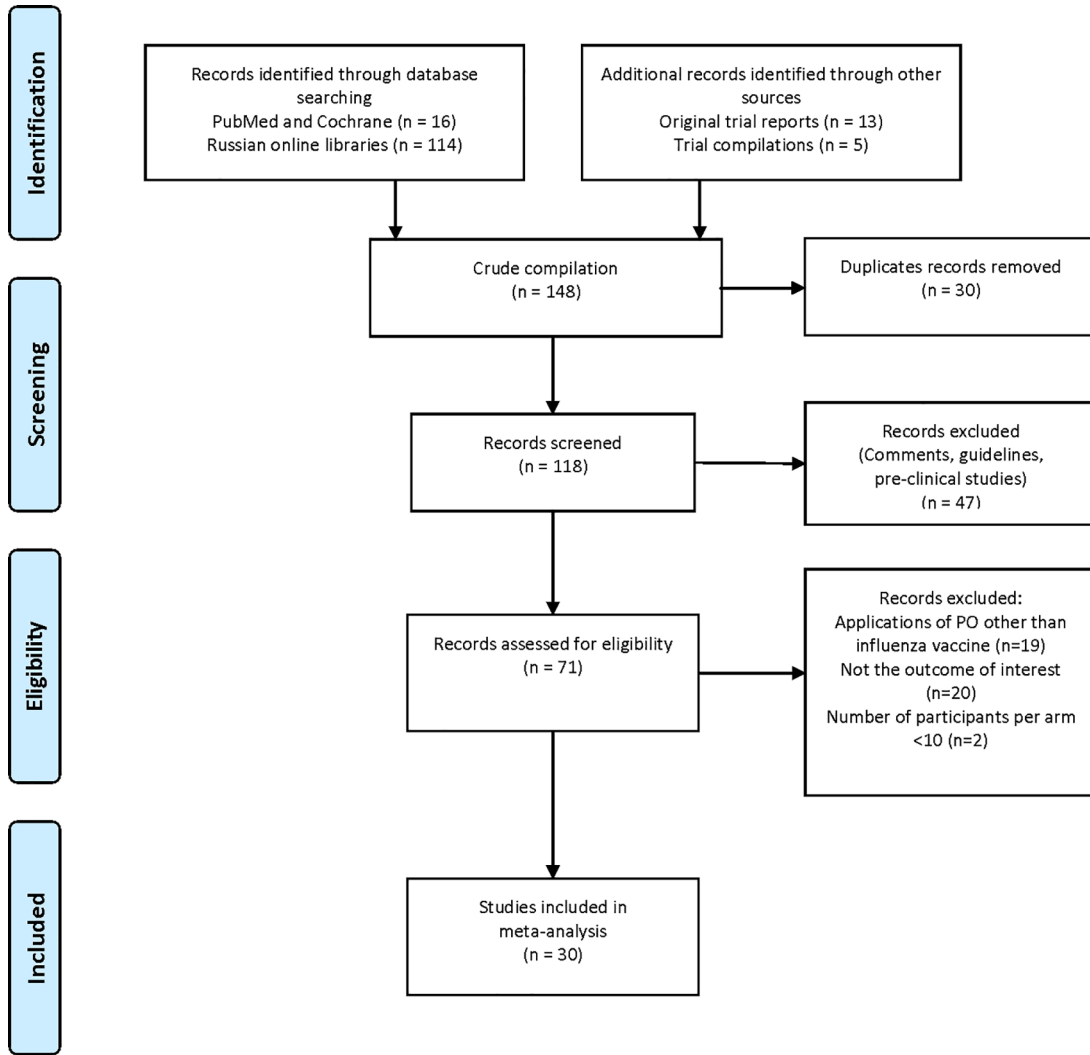 Identification
Records identified through database
searching
PubMed and Cochrane (n = 16)
Russian online libraries (n = 114)
Additional records identified through other
sources
Original trial reports (n = 13)
Trial compilations (n = 5)
Crude compilation
(n = 148)
Duplicates records removed
(n = 30)
Screening
Records screened
(n = 118)
Records excluded
(Comments, guidelines,
pre-clinical studies)
(n = 47)
Eligibility
Records assessed for eligibility
(n = 71)
Records excluded:
Applications of PO other than
influenza vaccine (n=19)
Not the outcome of interest
(n=20)
Number of participants per arm
<10 (n=2)
Included
Studies included in
meta-analysis
(n = 30)